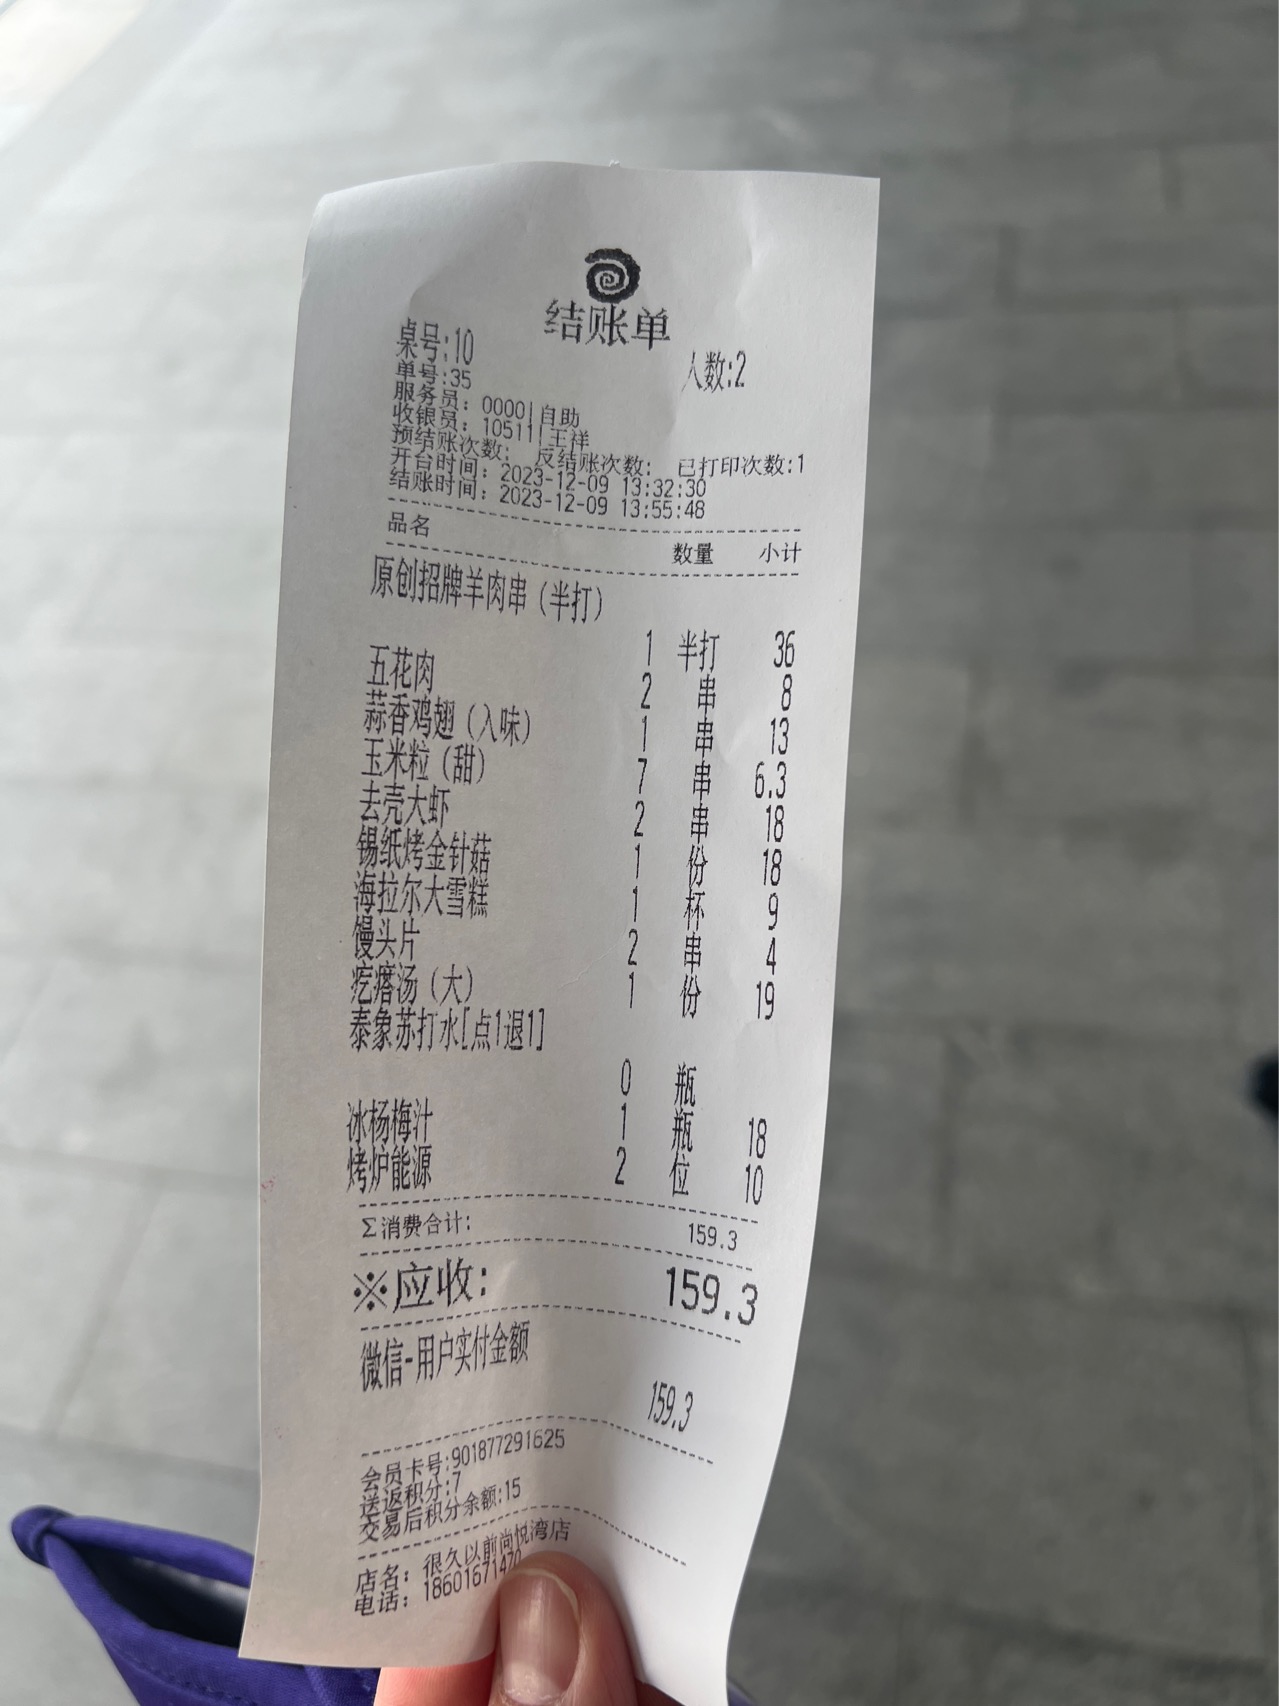 结账单
桌号:10 人数:2
单号:35
服务员: 0000| 自助
收银员: 10511| 王祥
预结账次数: 反结账次数: 已打印次数:1
开台时间: 2023-12-09 13:32:30
结账时间: 2023-12-09 13:55:48
品名 数量 小计
原创招牌羊肉串(半打)
1 半打 36
五花肉 2 串 8
蒜香鸡翅(入味) 1 串 13
玉米粒(甜) 7 串 6.3
去壳大虾 2 串 18
锡纸烤金针菇 1 份 18
海拉尔大雪糕 1 杯 9
馒头片 2 串 4
疙瘩汤(大) 1 份 19
泰象苏打水[点1退1]
0 瓶
冰杨梅汁 1 瓶 18
烤炉能源 2 位 10
Σ消费合计: 159.3
※应收: 159.3
微信-用户实付金额
159.3
会员卡号:901877291625
送返积分:7
交易后积分余额:15
店名: 很久以前尚悦湾店
电话: 18601671470